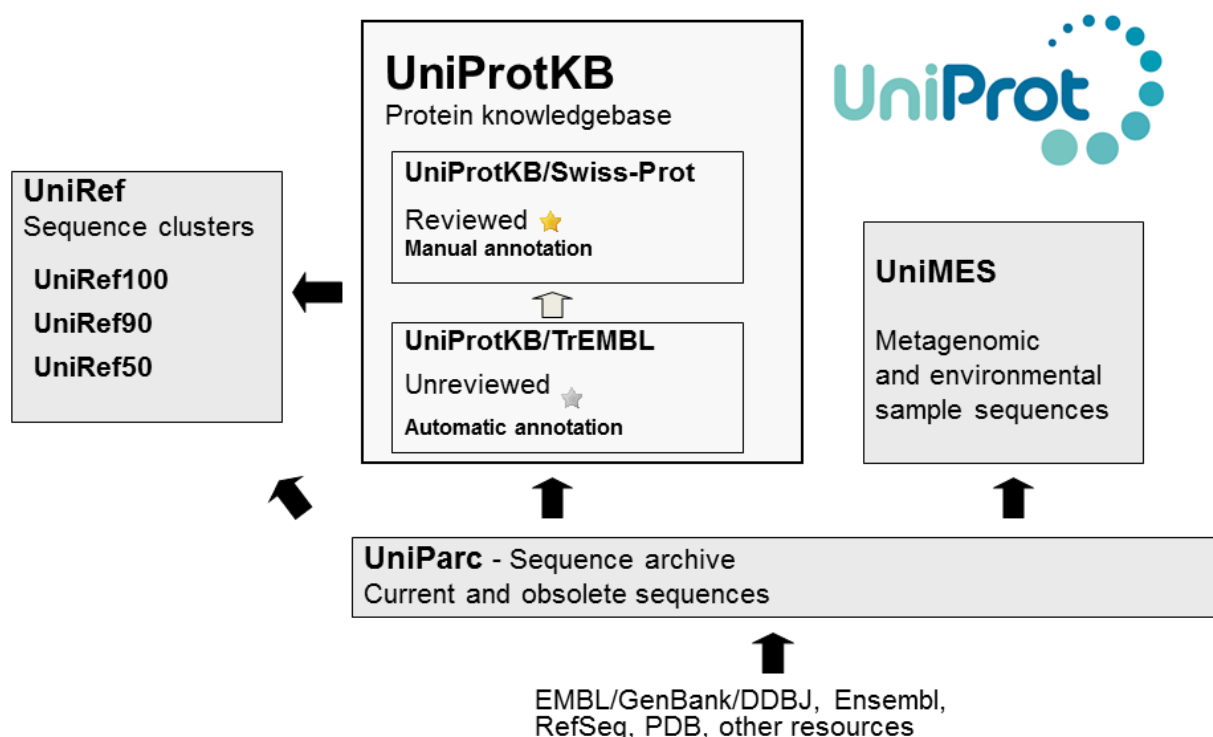 UniProtKB
Protein knowledgebase
UniProt
UniProtKB/Swiss-Prot
Reviewed
Manual annotation
UniProtKB/TrEMBL
Unreviewed
Automatic annotation
UniRef
Sequence clusters
UniRef100
UniRef90
UniRef50
UniMES
Metagenomic
and environmental
sample sequences
UniParc - Sequence archive
Current and obsolete sequences
EMBL/GenBank/DDBJ, Ensembl,
RefSeq, PDB, other resources